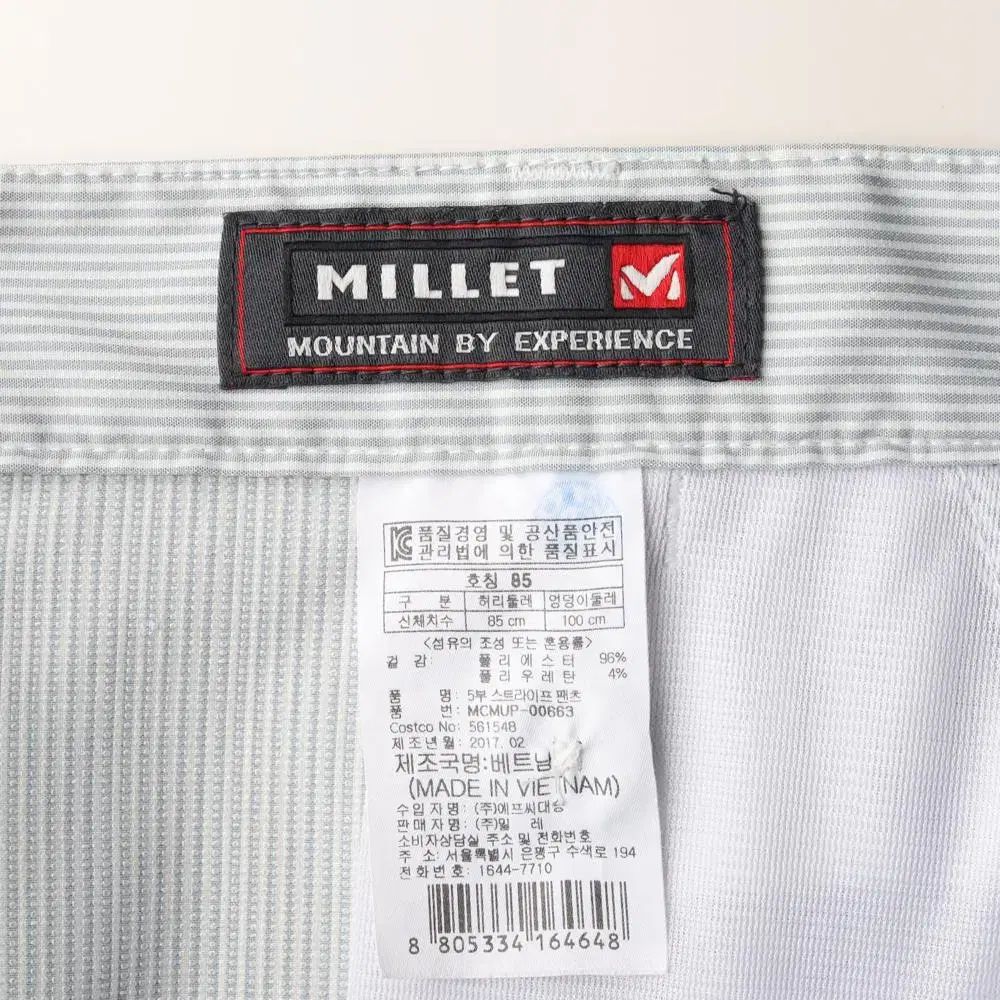 MILLET
MOUNTAIN BY EXPERIENCE
품질경영 및 공산품안전
관리법에 의한 품질표시
호칭 85
구 분 허리둘레 엉덩이둘레
신체치수 85 cm 100 cm
<섬유의 조성 또는 혼용률>
겉 감: 폴리에스터 96%
폴리우레탄 4%
품 명: 5부 스트라이프 팬츠
품 번: MCMUP-00663
Costco No: 561548
제조년월: 2017. 02
제조국명:베트남
(MADE IN VIETNAM)
수입자명: (주)에프씨대승
판매자명: (주)밀 레
소비자상담실 주소 및 전화번호
주 소: 서울특별시 은평구 수색로 194
전화번호: 1644-7710
8 805334 164648